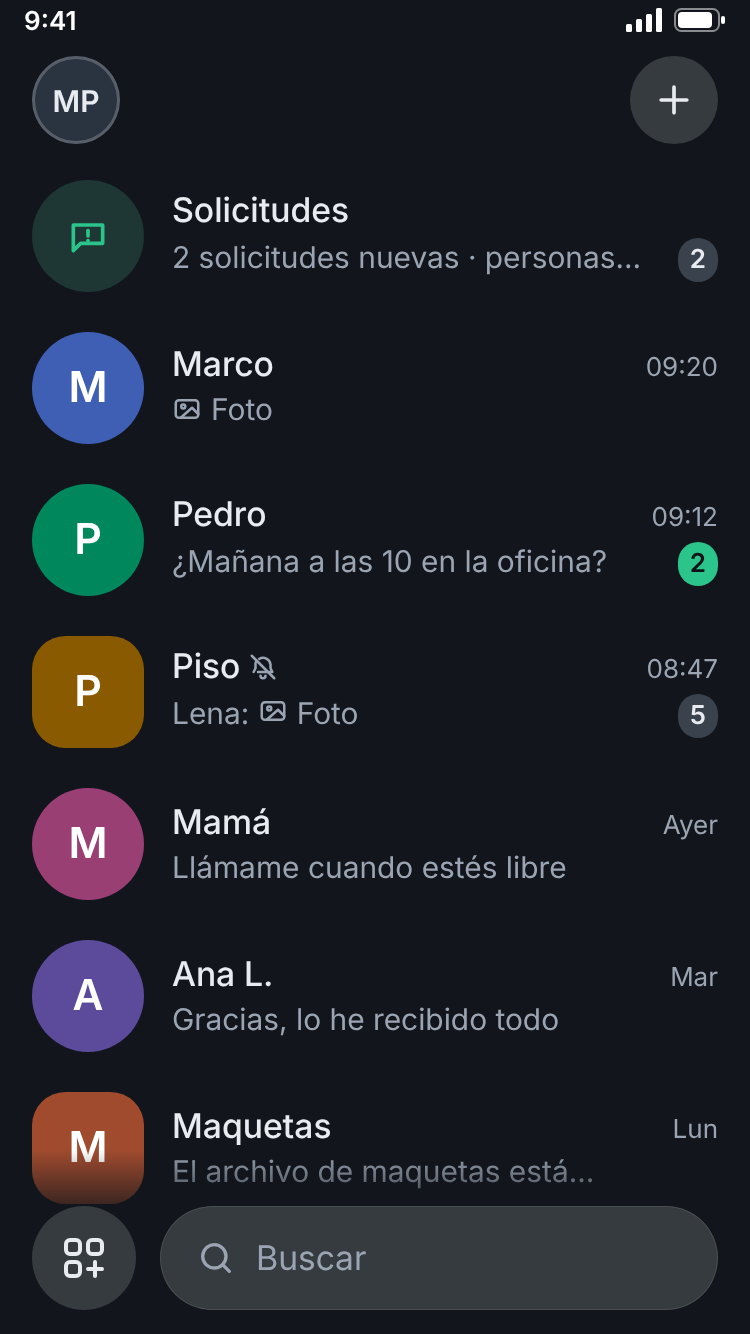 9:41
MP
Solicitudes
2 solicitudes nuevas · personas...
2
M
Marco
09:20
Foto
P
Pedro
09:12
¿Mañana a las 10 en la oficina?
2
P
Piso
08:47
Lena: Foto
5
M
Mamá
Ayer
Llámame cuando estés libre
A
Ana L.
Mar
Gracias, lo he recibido todo
M
Maquetas
Lun
El archivo de maquetas está...
Buscar